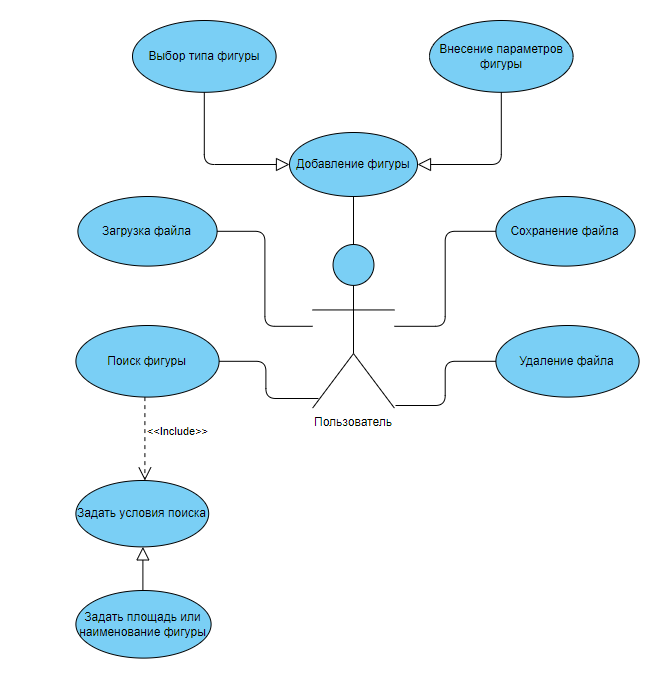 Выбор типа фигуры
Внесение параметров
фигуры
Добавление фигуры
Загрузка файла
Сохранение файла
Поиск фигуры
Удаление файла
Пользователь
<<Include>>
Задать условия поиска
Задать площадь или
наименование фигуры